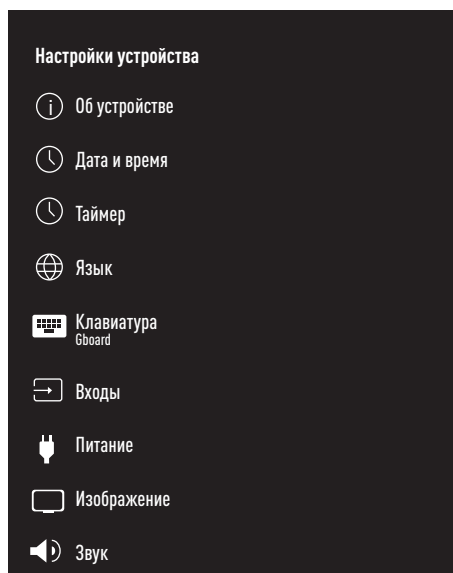 Настройки устройства
Об устройстве
Дата и время
Таймер
Язык
Клавиатура
Gboard
Входы
Питание
Изображение
Звук